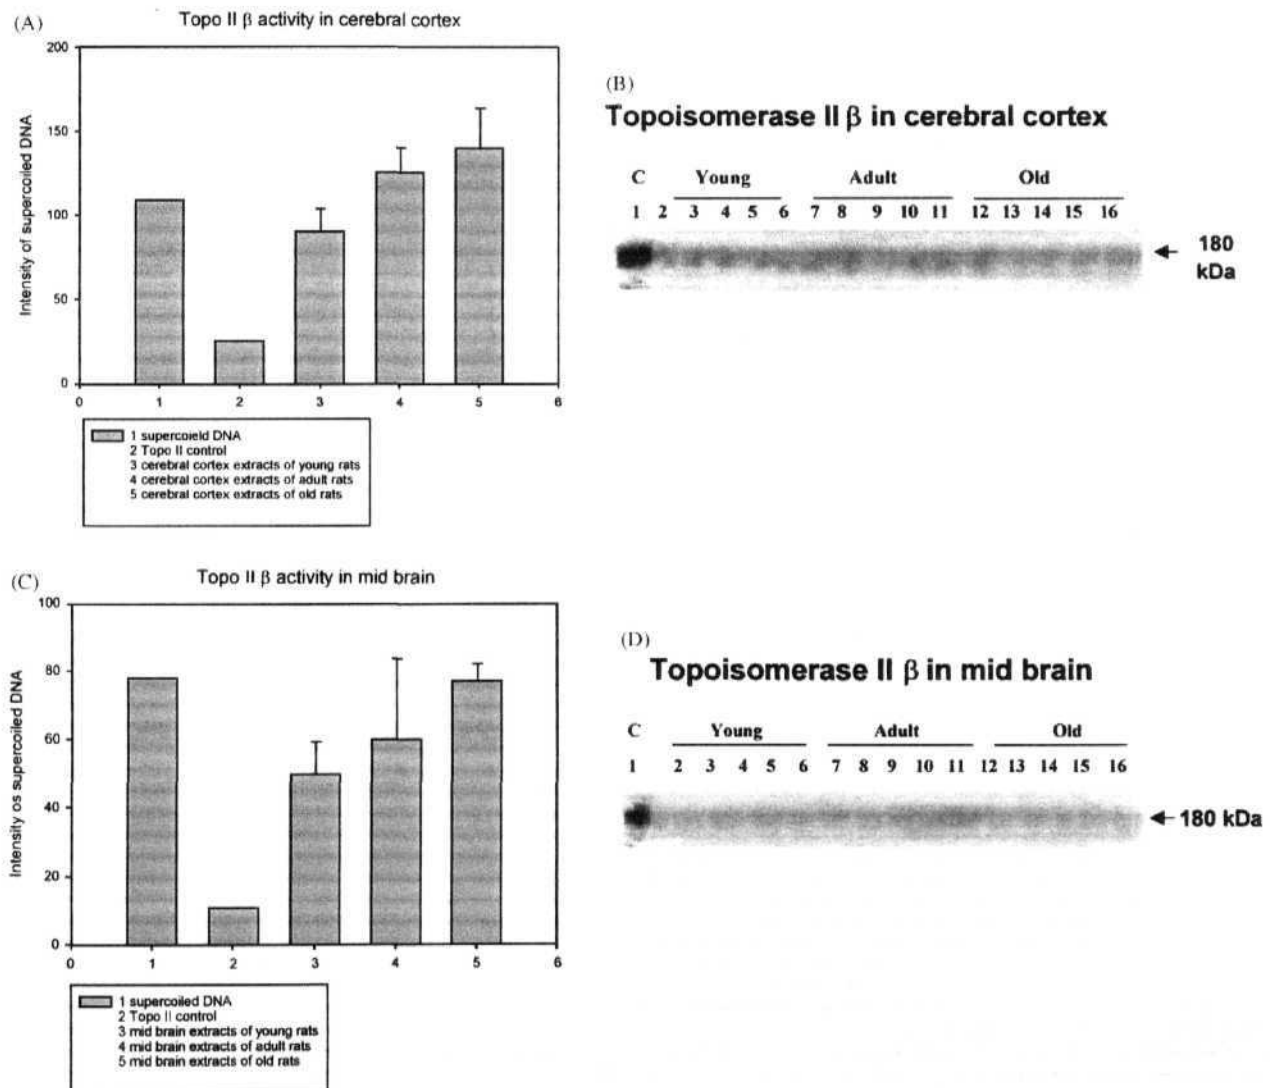 (A)
Topo II β activity in cerebral cortex
Intensity of supercoiled DNA
200
150
100
50
0
0 1 2 3 4 5 6
1 supercoield DNA
2 Topo II control
3 cerebral cortex extracts of young rats
4 cerebral cortex extracts of adult rats
5 cerebral cortex extracts of old rats
(B)
Topoisomerase II β in cerebral cortex
C Young Adult Old
1 2 3 4 5 6 7 8 9 10 11 12 13 14 15 16
180
kDa
(C)
Topo II β activity in mid brain
Intensity os supercoiled DNA
100
80
60
40
20
0
0 1 2 3 4 5 6
1 supercoiled DNA
2 Topo II control
3 mid brain extracts of young rats
4 mid brain extracts of adult rats
5 mid brain extracts of old rats
(D)
Topoisomerase II β in mid brain
C Young Adult Old
1 2 3 4 5 6 7 8 9 10 11 12 13 14 15 16
180 kDa